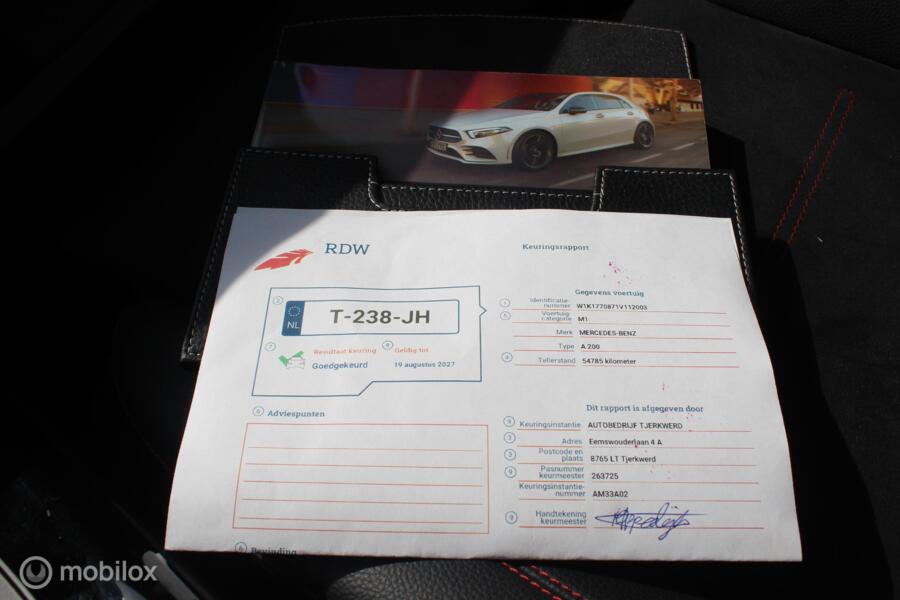 RDW
Keuringsrapport
2
NL
T-238-JH
7
Resultaat keuring
Goedgekeurd
8
Geldig tot
19 augustus 2027
6 Adviespunten
6 Bevinding
Gegevens voertuig
1 Identificatie-
nummer W1K1770871V112003
5 Voertuig
categorie M1
Merk MERCEDES-BENZ
Type A 200
4 Tellerstand 54785 kilometer
Dit rapport is afgegeven door
9 Keuringsinstantie AUTOBEDRIJF TJERKWERD
3 Adres Eemswouderlaan 4 A
3 Postcode en
plaats 8765 LT Tjerkwerd
9 Pasnummer
keurmeester 263725
Keuringsinstantie-
nummer AM33A02
9 Handtekening
keurmeester
mobilox